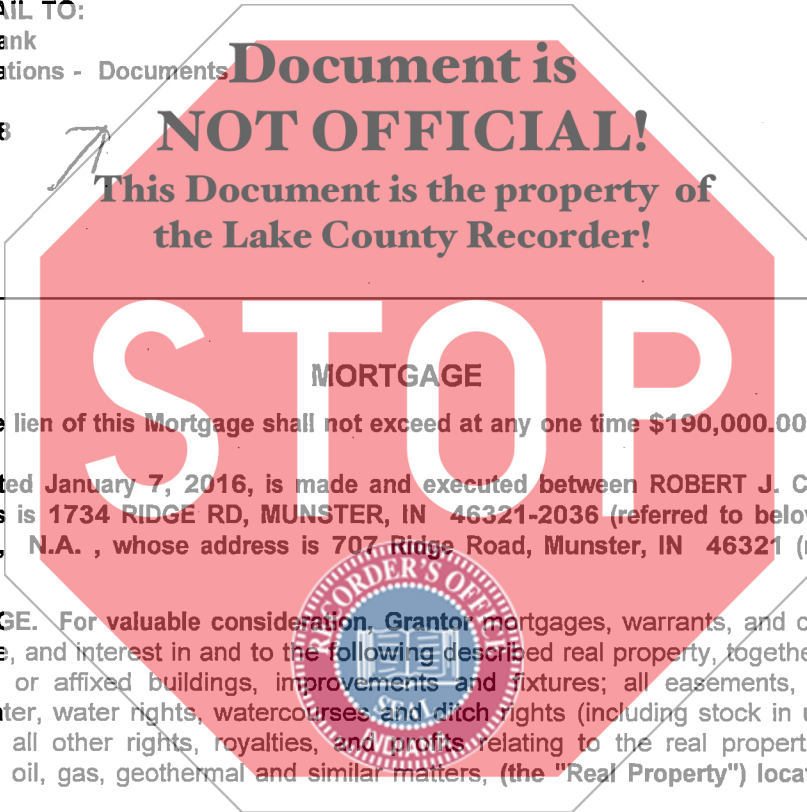 AIL TO:
ank
ations - Documents
Document is
NOT OFFICIAL!
This Document is the property of
the Lake County Recorder!
STOP
MORTGAGE
e lien of this Mortgage shall not exceed at any one time $190,000.00
ted January 7, 2016, is made and executed between ROBERT J. C
s is 1734 RIDGE RD, MUNSTER, IN 46321-2036 (referred to belo
, N.A. , whose address is 707 Ridge Road, Munster, IN 46321 (
RECORDER'S OFFICE
SEAL
GE. For valuable consideration, Grantor mortgages, warrants, and c
e, and interest in and to the following described real property, togethe
or affixed buildings, improvements and fixtures; all easements,
ter, water rights, watercourses and ditch rights (including stock in u
all other rights, royalties, and profits relating to the real propert
oil, gas, geothermal and similar matters, (the "Real Property") locat